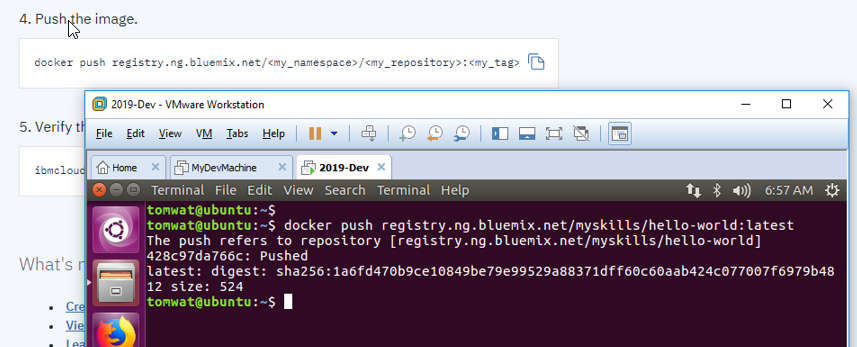 4. Push the image.
docker push registry.ng.bluemix.net/<my_namespace>/<my_repository>:<my_tag>
2019-Dev - VMware Workstation
5. Verify th
File Edit View VM Tabs Help
ibmcloud
Home MyDevMachine 2019-Dev
Terminal File Edit View Search Terminal Help 6:57 AM
tomwat@ubuntu:~$
tomwat@ubuntu:~$ docker push registry.ng.bluemix.net/myskills/hello-world:latest
The push refers to repository [registry.ng.bluemix.net/myskills/hello-world]
428c97da766c: Pushed
latest: digest: sha256:1a6fd470b9ce10849be79e99529a88371dff60c60aab424c077007f6979b48
12 size: 524
tomwat@ubuntu:~$
What's n
Cre
Vie
Lea